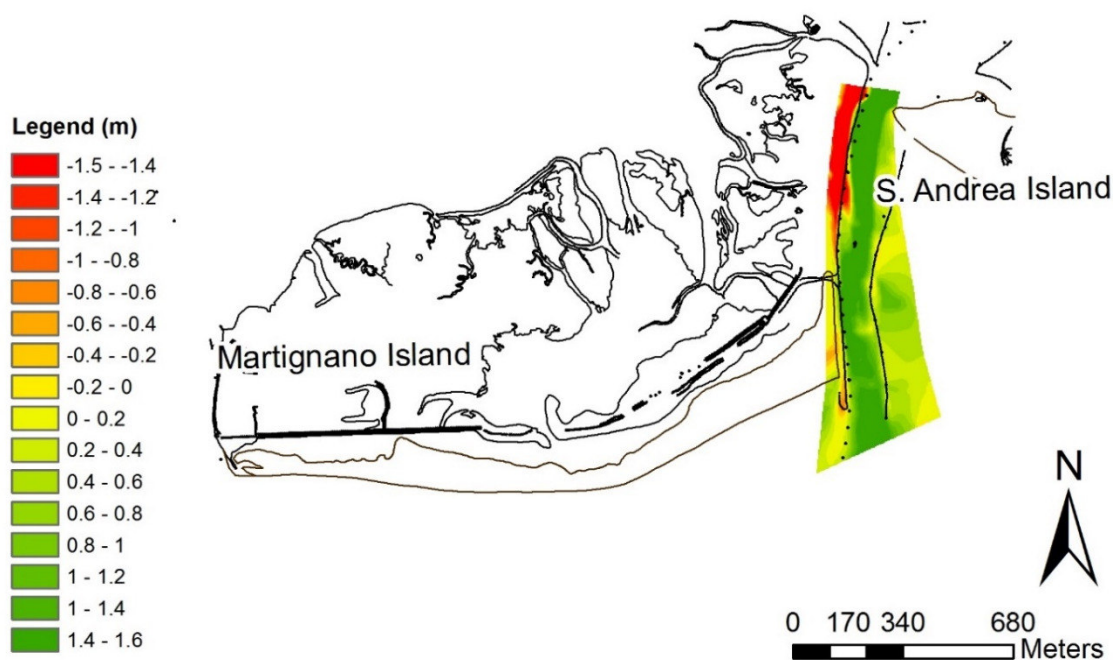 Legend (m)
-1.5 - -1.4
-1.4 - -1.2
-1.2 - -1
-1 - -0.8
-0.8 - -0.6
-0.6 - -0.4
-0.4 - -0.2
-0.2 - 0
0 - 0.2
0.2 - 0.4
0.4 - 0.6
0.6 - 0.8
0.8 - 1
1 - 1.2
1 - 1.4
1.4 - 1.6
S. Andrea Island
Martignano Island
N
0 170 340 680
Meters